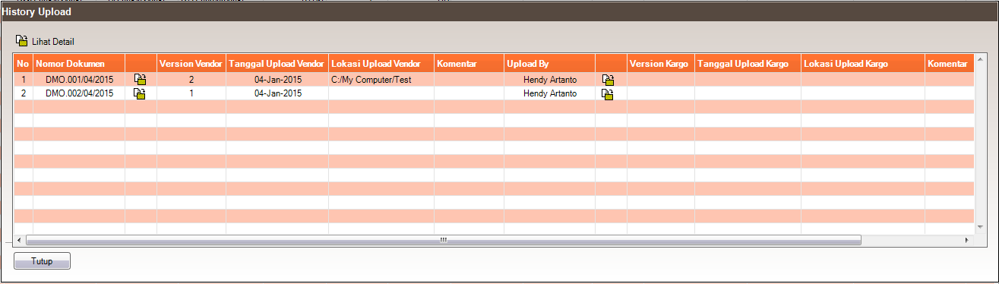 History Upload
Lihat Detail
No Nomor Dokumen Version Vendor Tanggal Upload Vendor Lokasi Upload Vendor Komentar Upload By Version Kargo Tanggal Upload Kargo Lokasi Upload Kargo Komentar
1 DMO.001/04/2015 2 04-Jan-2015 C:/My Computer/Test Hendy Artanto
2 DMO.002/04/2015 1 04-Jan-2015 Hendy Artanto
Tutup